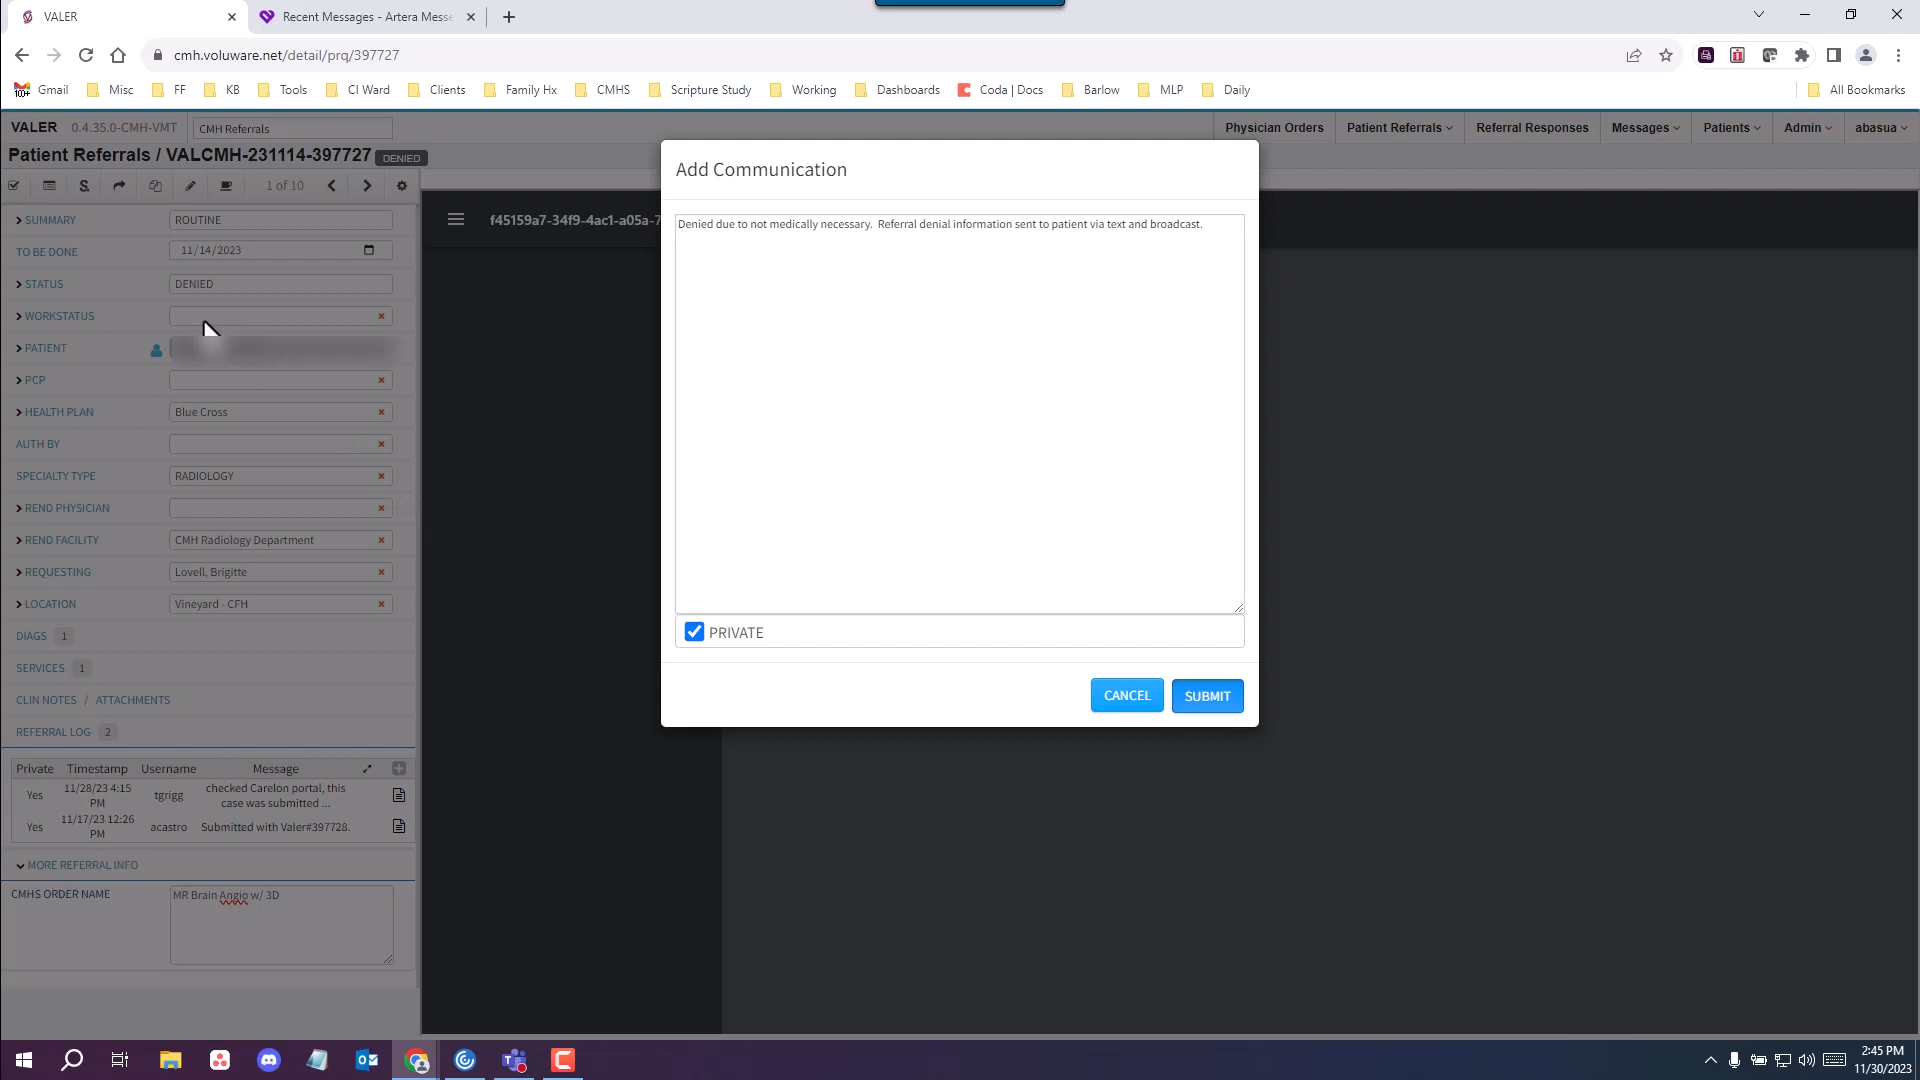 VALER
Recent Messages - Artera Messe
cmh.voluware.net/detail/prq/397727
100+ Gmail Misc FF KB Tools CI Ward Clients Family Hx CMHS Scripture Study Working Dashboards Coda | Docs Barlow MLP Daily All Bookmarks
VALER 0.4.35.0-CMH-VMT CMH Referrals Physician Orders Patient Referrals Referral Responses Messages Patients Admin abasua
Patient Referrals / VALCMH-231114-397727 DENIED
1 of 10
SUMMARY ROUTINE
TO BE DONE 11/14/2023
STATUS DENIED
WORKSTATUS
PATIENT
PCP
HEALTH PLAN Blue Cross
AUTH BY
SPECIALTY TYPE RADIOLOGY
REND PHYSICIAN
REND FACILITY CMH Radiology Department
REQUESTING Lovell, Brigitte
LOCATION Vineyard - CFH
DIAGS 1
SERVICES 1
CLIN NOTES / ATTACHMENTS
REFERRAL LOG 2
Private Timestamp Username Message
Yes 11/28/23 4:15 PM tgrigg checked Carelon portal, this case was submitted ...
Yes 11/17/23 12:26 PM acastro Submitted with Valer#397728.
MORE REFERRAL INFO
CMHS ORDER NAME MR Brain Angio w/ 3D
f45159a7-34f9-4ac1-a05a-7
Add Communication
Denied due to not medically necessary.  Referral denial information sent to patient via text and broadcast.
PRIVATE
CANCEL SUBMIT
2:45 PM
11/30/2023